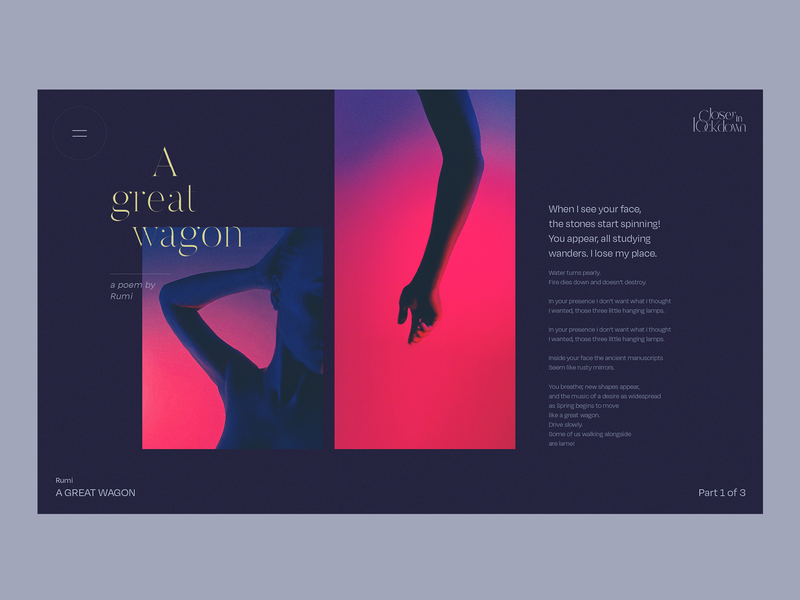 A
great
wagon
a poem by
Rumi
Closer in
lockdown
When I see your face,
the stones start spinning!
You appear, all studying
wanders. I lose my place.
Water turns pearly.
Fire dies down and doesn't destroy.
In your presence I don't want what I thought
I wanted, those three little hanging lamps.
In your presence I don't want what I thought
I wanted, those three little hanging lamps.
Inside your face the ancient manuscripts
Seem like rusty mirrors.
You breathe; new shapes appear,
and the music of a desire as widespread
as Spring begins to move
like a great wagon.
Drive slowly.
Some of us walking alongside
are lame!
Rumi
A GREAT WAGON
Part 1 of 3